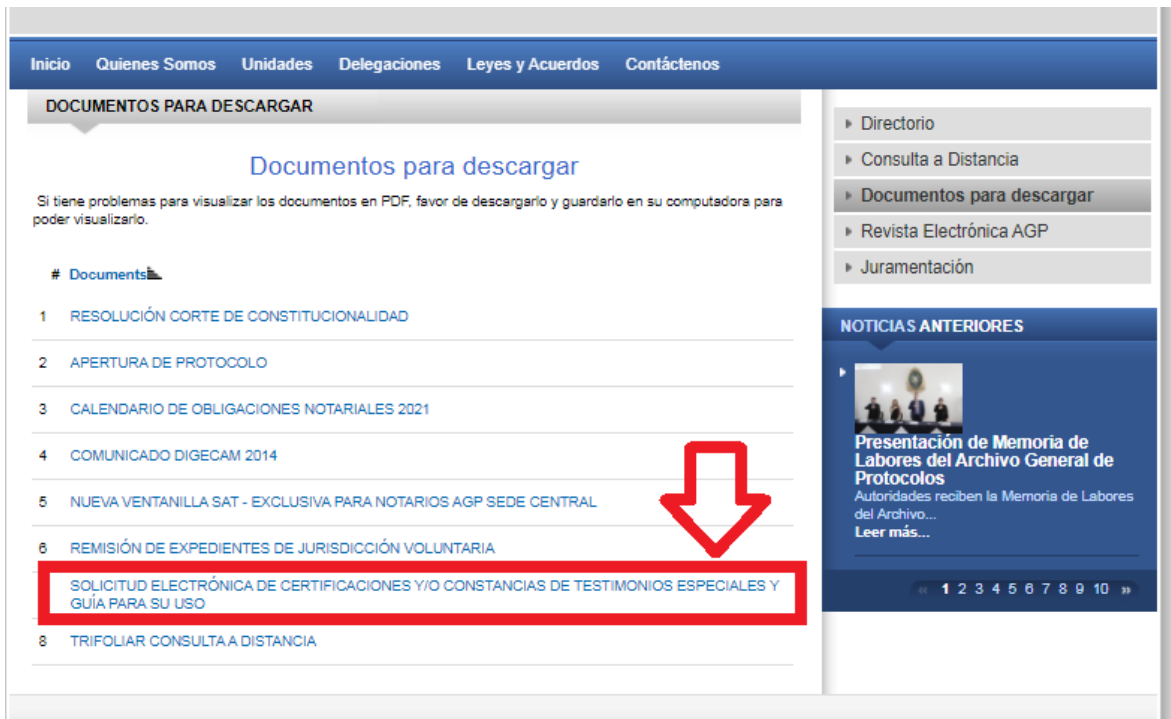 Inicio Quienes Somos Unidades Delegaciones Leyes y Acuerdos Contáctenos
DOCUMENTOS PARA DESCARGAR
Documentos para descargar
Si tiene problemas para visualizar los documentos en PDF, favor de descargarlo y guardarlo en su computadora para
poder visualizarlo.
# Documents
1 RESOLUCIÓN CORTE DE CONSTITUCIONALIDAD
2 APERTURA DE PROTOCOLO
3 CALENDARIO DE OBLIGACIONES NOTARIALES 2021
4 COMUNICADO DIGECAM 2014
5 NUEVA VENTANILLA SAT - EXCLUSIVA PARA NOTARIOS AGP SEDE CENTRAL
6 REMISIÓN DE EXPEDIENTES DE JURISDICCIÓN VOLUNTARIA
SOLICITUD ELECTRÓNICA DE CERTIFICACIONES Y/O CONSTANCIAS DE TESTIMONIOS ESPECIALES Y
GUÍA PARA SU USO
8 TRIFOLIAR CONSULTA A DISTANCIA
Directorio
Consulta a Distancia
Documentos para descargar
Revista Electrónica AGP
Juramentación
NOTICIAS ANTERIORES
Presentación de Memoria de
Labores del Archivo General de
Protocolos
Autoridades reciben la Memoria de Labores
del Archivo...
Leer más...
« 1 2 3 4 5 6 7 8 9 10 »